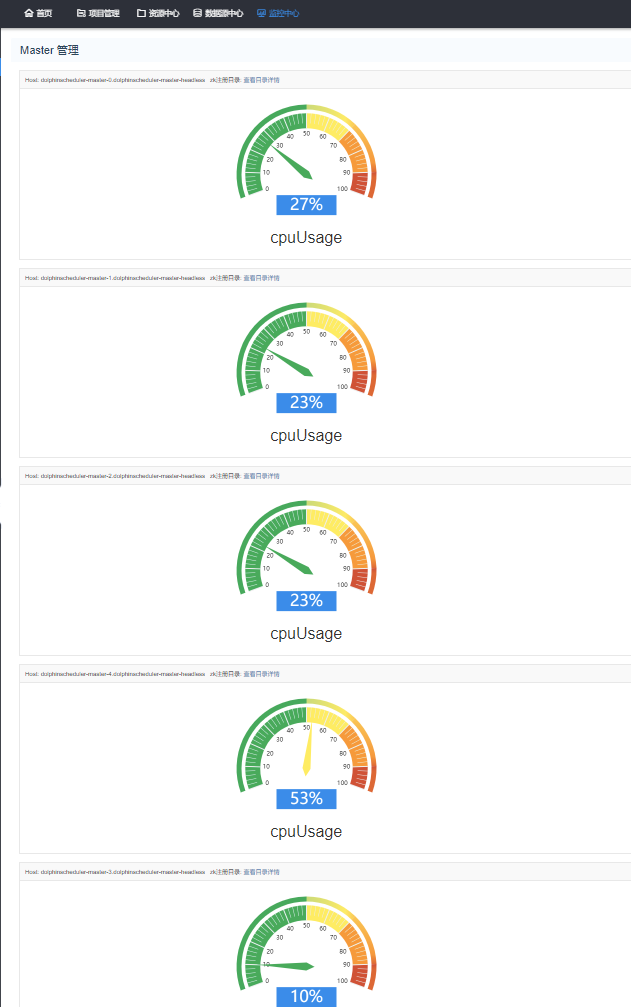 首页 项目管理 资源中心 数据源中心 监控中心
Master 管理
Host: dolphinscheduler-master-0.dolphinscheduler-master-headless zk注册目录: 查看目录详情
0 10 20 30 40 50 60 70 80 90 100
27%
cpuUsage
Host: dolphinscheduler-master-1.dolphinscheduler-master-headless zk注册目录: 查看目录详情
0 10 20 30 40 50 60 70 80 90 100
23%
cpuUsage
Host: dolphinscheduler-master-2.dolphinscheduler-master-headless zk注册目录: 查看目录详情
0 10 20 30 40 50 60 70 80 90 100
23%
cpuUsage
Host: dolphinscheduler-master-4.dolphinscheduler-master-headless zk注册目录: 查看目录详情
0 10 20 30 40 50 60 70 80 90 100
53%
cpuUsage
Host: dolphinscheduler-master-3.dolphinscheduler-master-headless zk注册目录: 查看目录详情
0 10 20 30 40 50 60 70 80 90 100
10%